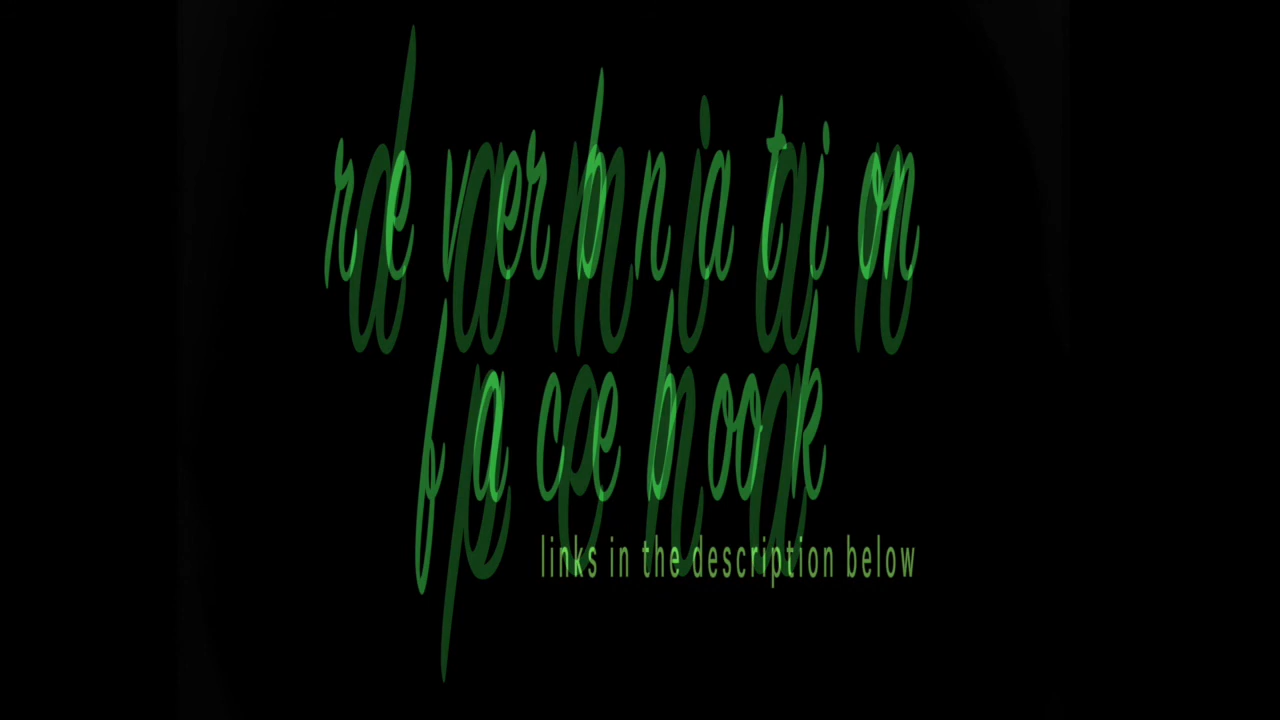 reverbnation
facebook
links in the description below